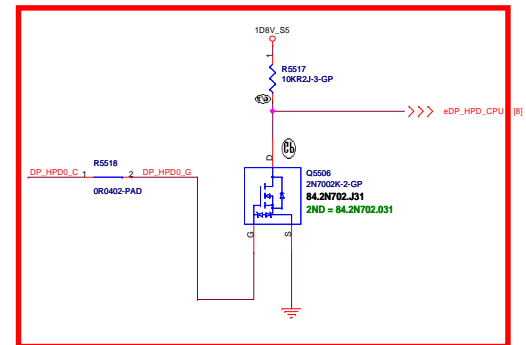 1D8V_S5
1
R5517
10KR2J-3-GP
eDP_HPD_CPU [8]
R5518
DP_HPD0_C 1 2 DP_HPD0_G
0R0402-PAD
D
Q5506
2N7002K-2-GP
84.2N702.J31
2ND = 84.2N702.031
G
S